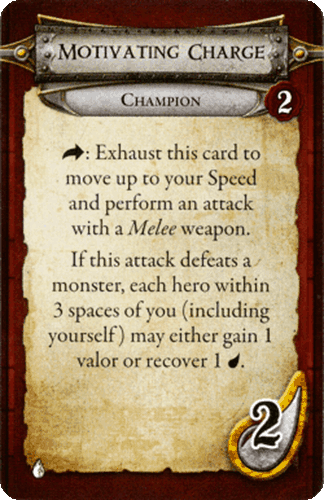 MOTIVATING CHARGE
CHAMPION
2
: Exhaust this card to
move up to your Speed
and perform an attack
with a Melee weapon.
If this attack defeats a
monster, each hero within
3 spaces of you (including
yourself) may either gain 1
valor or recover 1 .
2